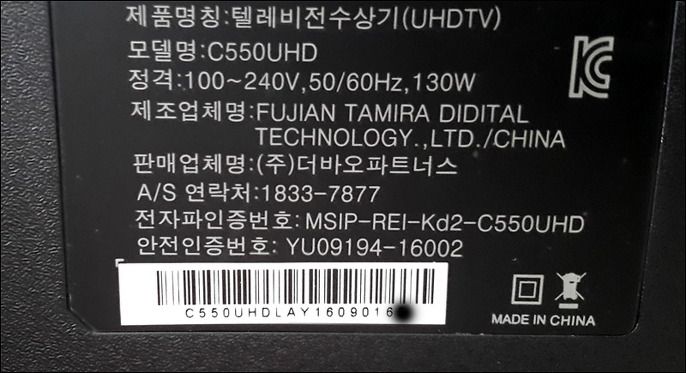 제품명칭:텔레비전수상기(UHDTV)
모델명:C550UHD
정격:100~240V,50/60Hz,130W
제조업체명:FUJIAN TAMIRA DIDITAL
TECHNOLOGY.,LTD./CHINA
판매업체명:(주)더바오파트너스
A/S 연락처:1833-7877
전자파인증번호: MSIP-REI-Kd2-C550UHD
안전인증번호: YU09194-16002
C550UHDLAY1609016
MADE IN CHINA